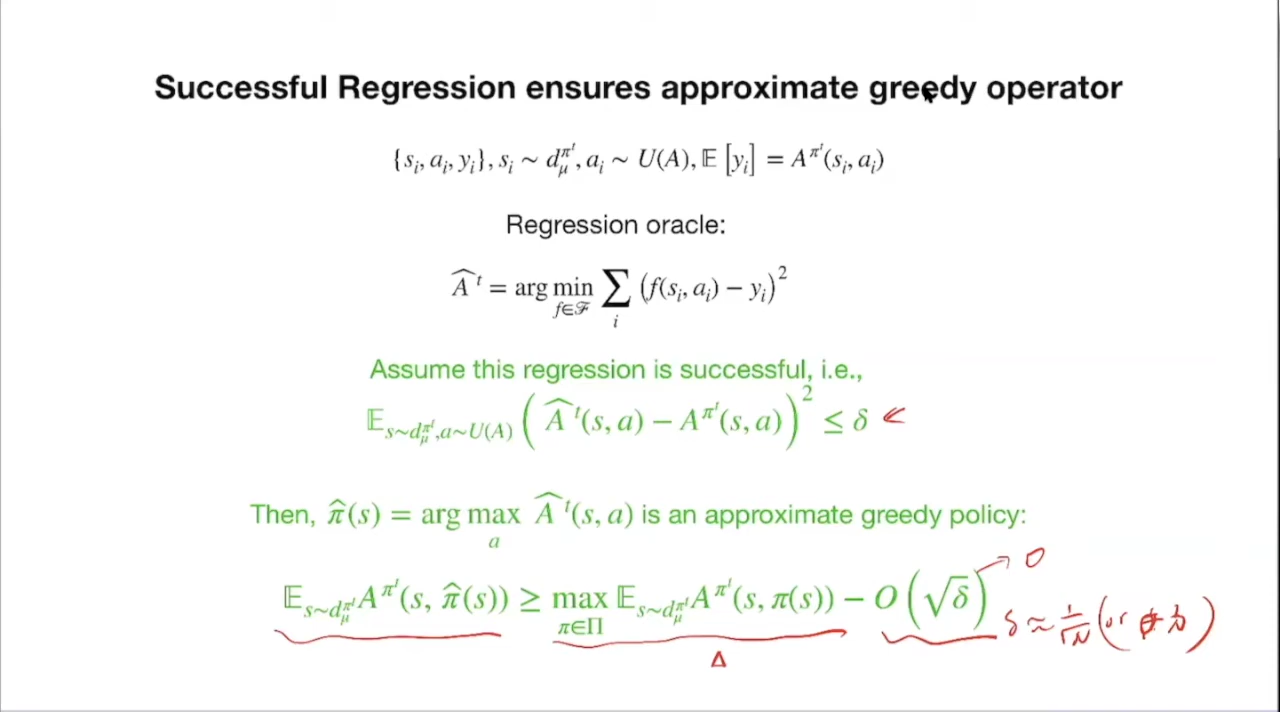 Successful Regression ensures approximate greedy operator
{s_i, a_i, y_i}, s_i ∼ d_μ^{π^t}, a_i ∼ U(A), 𝔼 [y_i] = A^{π^t}(s_i, a_i)
Regression oracle:
Â^t = arg min_{f∈ℱ} ∑_i (f(s_i, a_i) − y_i)^2
Assume this regression is successful, i.e.,
𝔼_{s∼d_μ^{π^t}, a∼U(A)} (Â^t(s, a) − A^{π^t}(s, a))^2 ≤ δ ⇐
Then, π̂(s) = arg max_a Â^t(s, a) is an approximate greedy policy:
𝔼_{s∼d_μ^{π^t}} A^{π^t}(s, π̂(s)) ≥ max_{π∈Π} 𝔼_{s∼d_μ^{π^t}} A^{π^t}(s, π(s)) − O(√δ) → 0
δ ≈ 1/√N (or
Δ